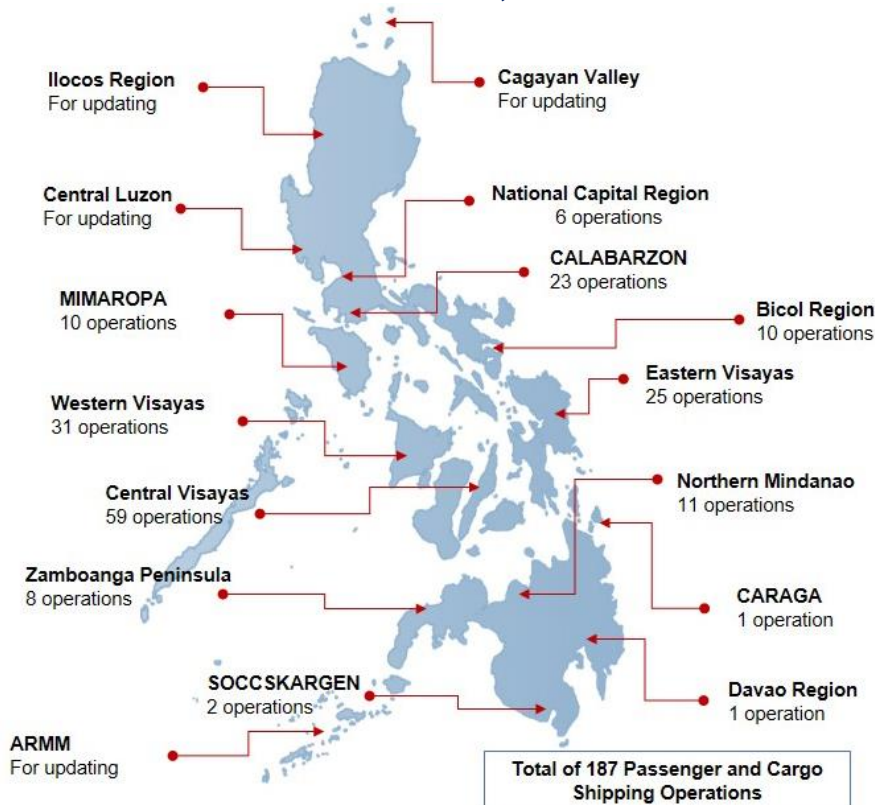 Ilocos Region
For updating
Cagayan Valley
For updating
Central Luzon
For updating
National Capital Region
6 operations
CALABARZON
23 operations
MIMAROPA
10 operations
Bicol Region
10 operations
Eastern Visayas
25 operations
Western Visayas
31 operations
Central Visayas
59 operations
Northern Mindanao
11 operations
Zamboanga Peninsula
8 operations
CARAGA
1 operation
SOCCSKARGEN
2 operations
Davao Region
1 operation
ARMM
For updating
Total of 187 Passenger and Cargo
Shipping Operations